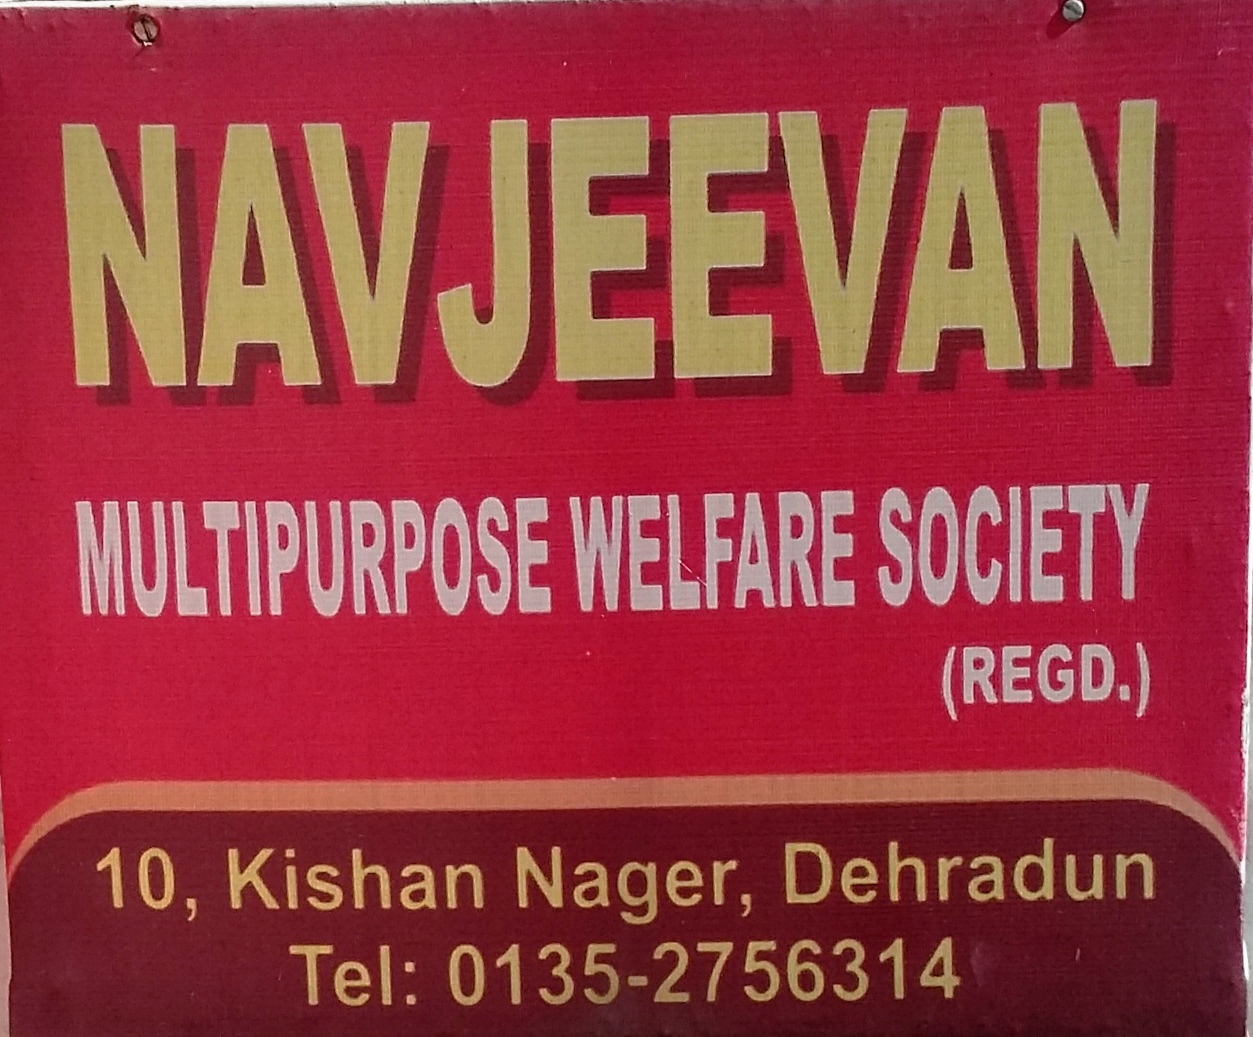 NAVJEEVAN
MULTIPURPOSE WELFARE SOCIETY
(REGD.)
10, Kishan Nager, Dehradun
Tel: 0135-2756314